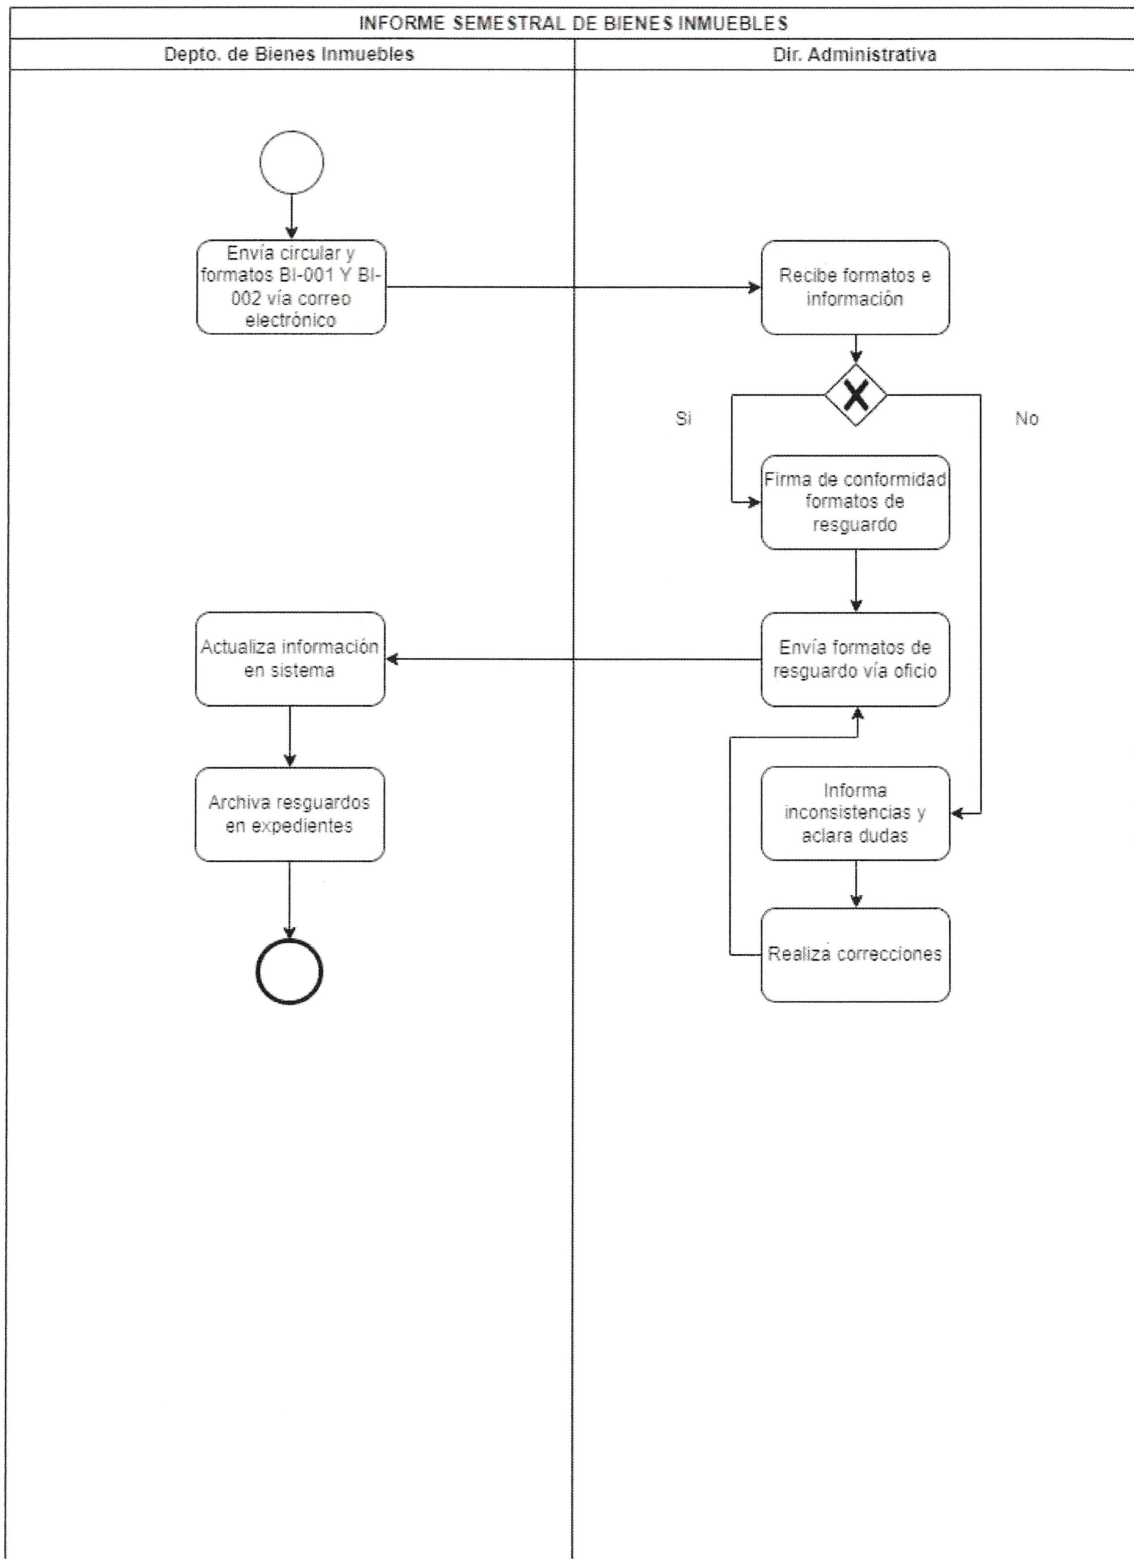 INFORME SEMESTRAL DE BIENES INMUEBLES
Depto. de Bienes Inmuebles
Dir. Administrativa
Envía circular y
formatos BI-001 Y BI-
002 vía correo
electrónico
Recibe formatos e
información
Si
No
Firma de conformidad
formatos de
resguardo
Actualiza información
en sistema
Envía formatos de
resguardo vía oficio
Archiva resguardos
en expedientes
Informa
inconsistencias y
aclara dudas
Realiza correcciones